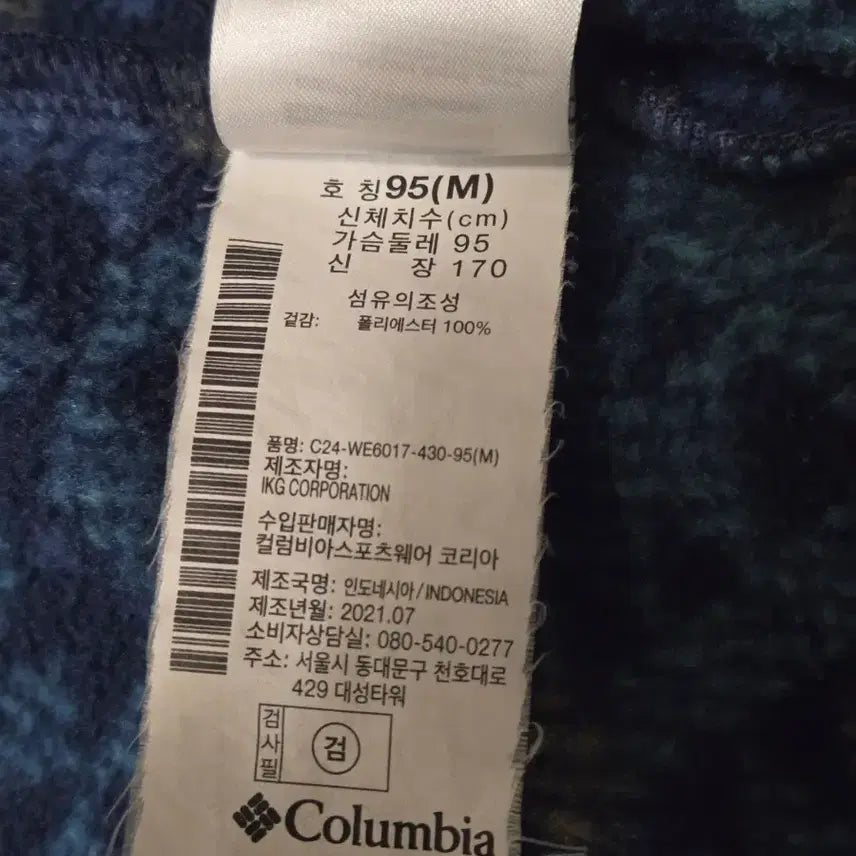 호 칭 95(M)
신체치수(cm)
가슴둘레 95
신 장 170
섬유의조성
겉감: 폴리에스터 100%
품명: C24-WE6017-430-95(M)
제조자명:
IKG CORPORATION
수입판매자명:
컬럼비아스포츠웨어 코리아
제조국명: 인도네시아/INDONESIA
제조년월: 2021.07
소비자상담실: 080-540-0277
주소: 서울시 동대문구 천호대로
429 대성타워
검사필
검
Columbia